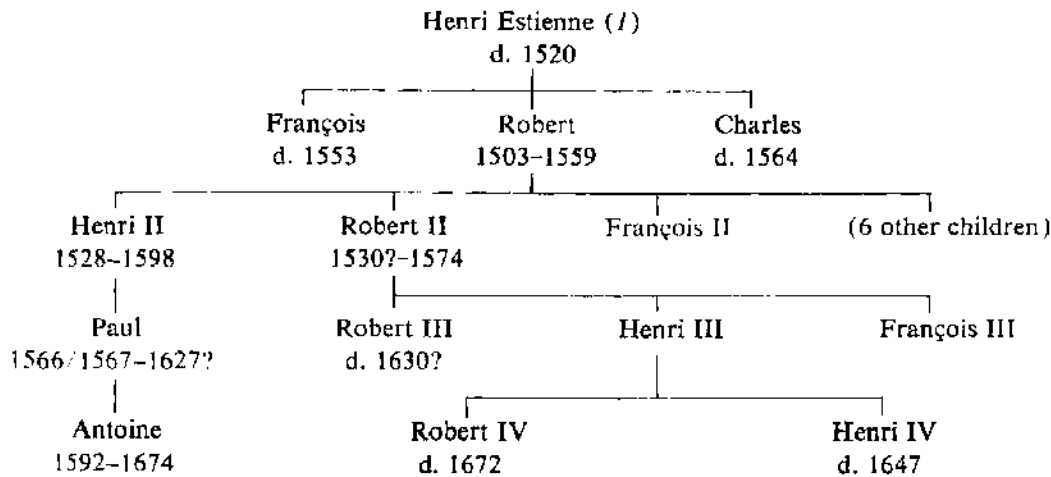 Henri Estienne (I)
d. 1520
François Robert Charles
d. 1553 1503–1559 d. 1564
Henri II Robert II François II (6 other children)
1528–1598 1530?–1574
Paul Robert III Henri III François III
1566/1567–1627? d. 1630?
Antoine Robert IV Henri IV
1592–1674 d. 1672 d. 1647